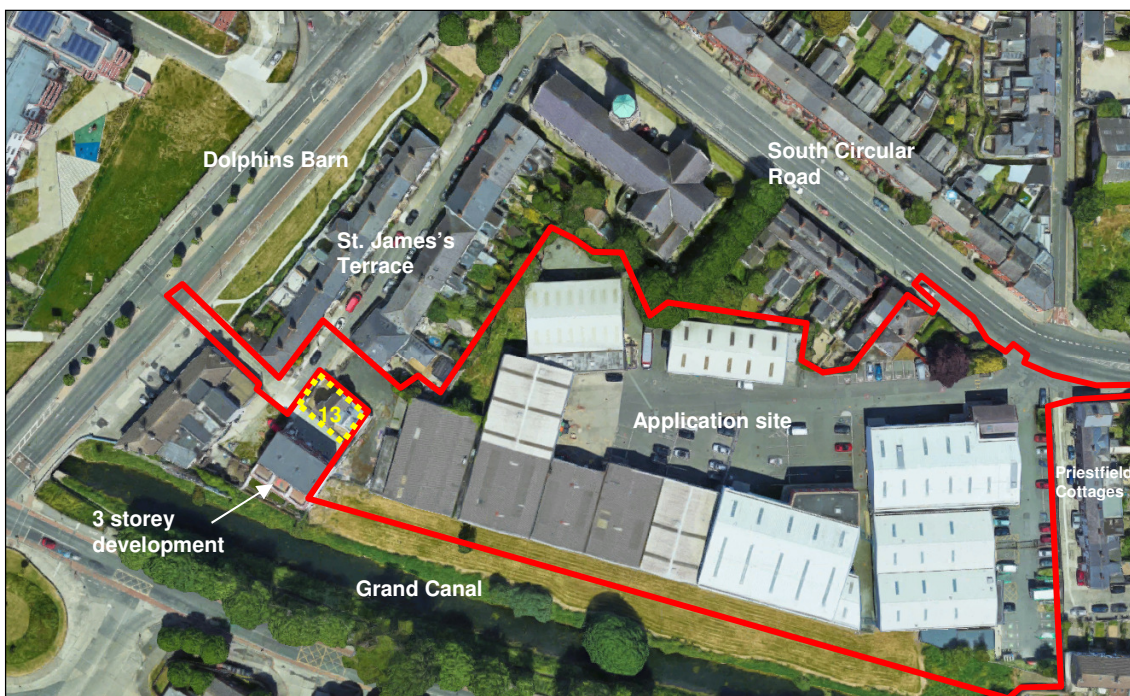 Dolphins Barn
South Circular
Road
St. James's
Terrace
13
Application site
Priestfield
Cottages
3 storey
development
Grand Canal